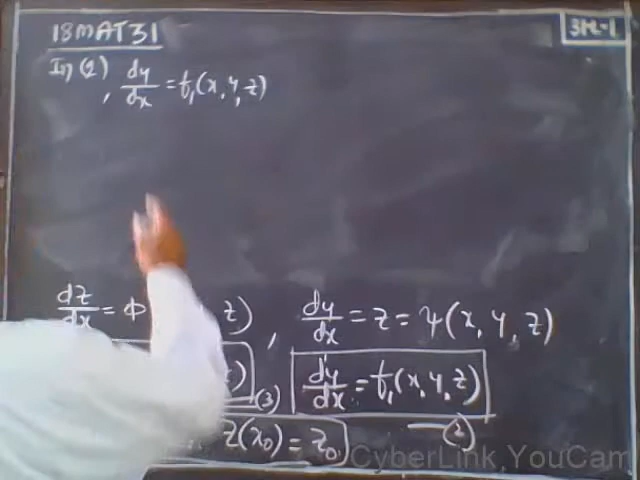 18MAT31
3M-1
In (2), dy/dx = f₁(x, y, z)
dz/dx = Φ z), dy/dx = z = ψ(x, y, z)
z) (3) dy/dx = f₁(x, y, z)
z(x₀) = z₀ — (2)
CyberLink,YouCam